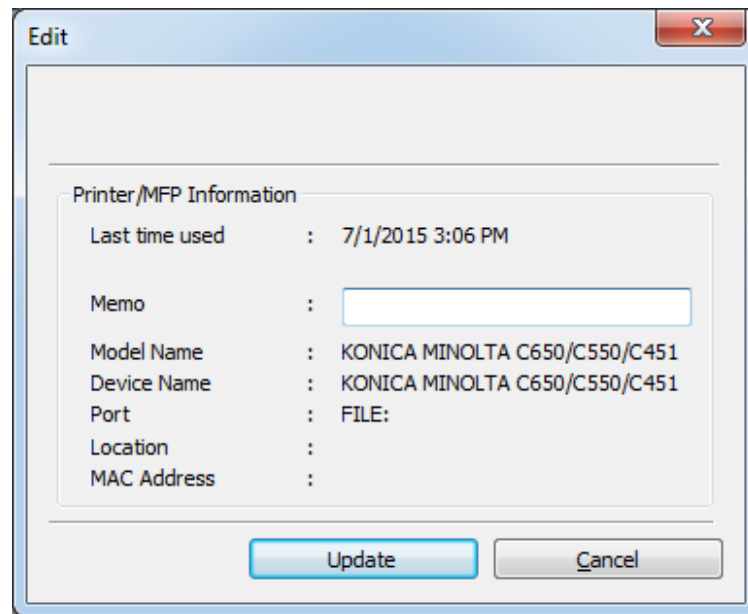 Edit
Printer/MFP Information
Last time used : 7/1/2015 3:06 PM
Memo :
Model Name : KONICA MINOLTA C650/C550/C451
Device Name : KONICA MINOLTA C650/C550/C451
Port : FILE:
Location :
MAC Address :
Update Cancel